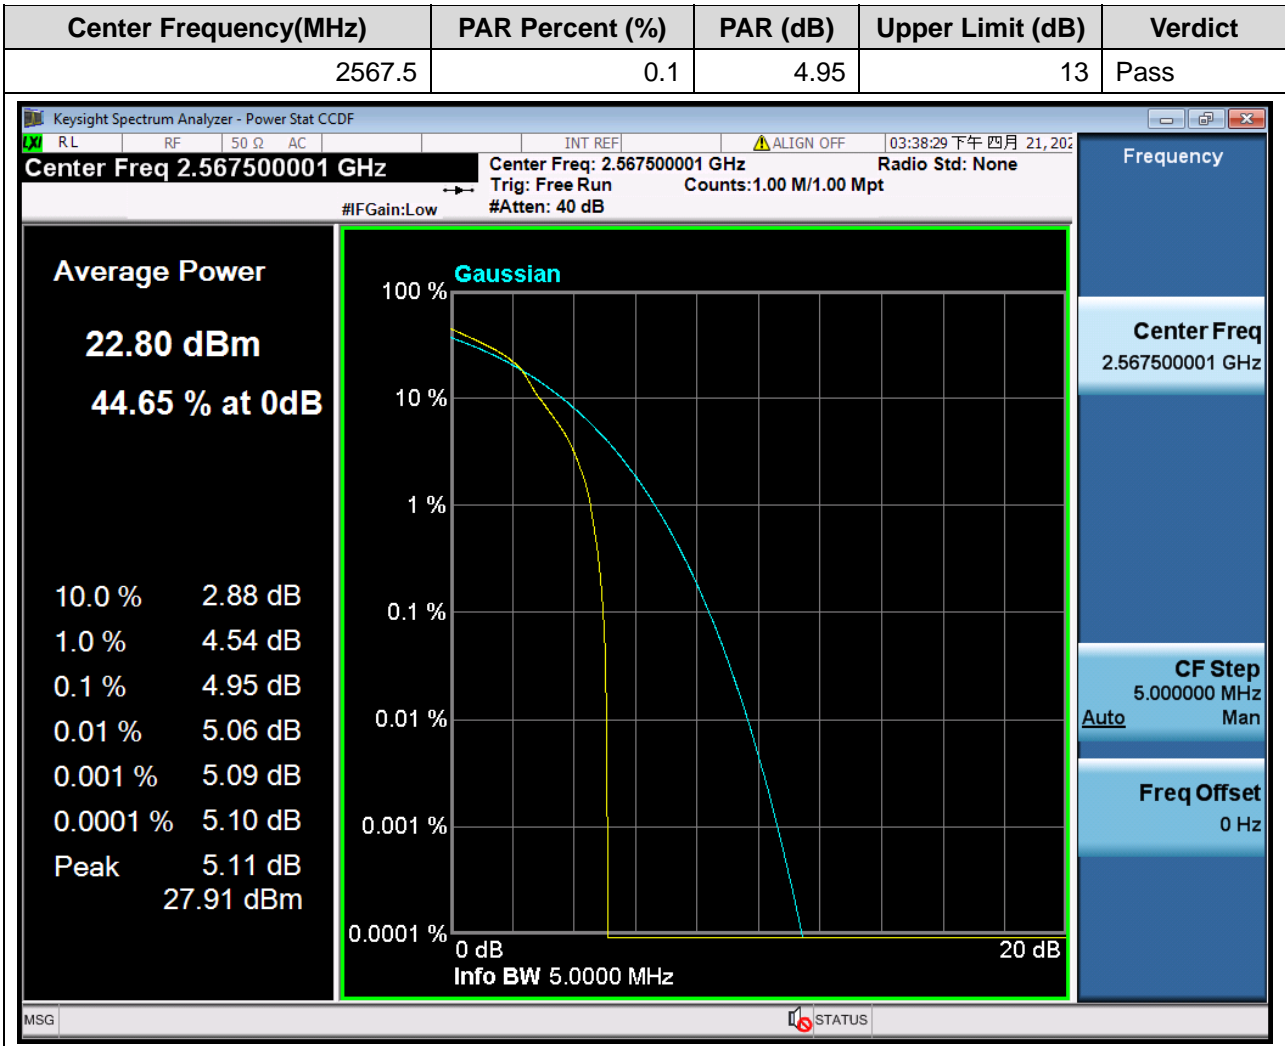 Center Frequency(MHz) PAR Percent (%) PAR (dB) Upper Limit (dB) Verdict
2567.5 0.1 4.95 13 Pass
Keysight Spectrum Analyzer - Power Stat CCDF
LXI RL RF 50 Ω AC INT REF ALIGN OFF 03:38:29 下午 四月 21, 202
Center Freq 2.567500001 GHz
Center Freq: 2.567500001 GHz Radio Std: None
Trig: Free Run Counts:1.00 M/1.00 Mpt
#IFGain:Low #Atten: 40 dB
Frequency
Average Power
22.80 dBm
44.65 % at 0dB
10.0 % 2.88 dB
1.0 % 4.54 dB
0.1 % 4.95 dB
0.01 % 5.06 dB
0.001 % 5.09 dB
0.0001 % 5.10 dB
Peak 5.11 dB
27.91 dBm
Gaussian
100 %
10 %
1 %
0.1 %
0.01 %
0.001 %
0.0001 %
0 dB 20 dB
Info BW 5.0000 MHz
Center Freq
2.567500001 GHz
CF Step
5.000000 MHz
Auto Man
Freq Offset
0 Hz
MSG STATUS